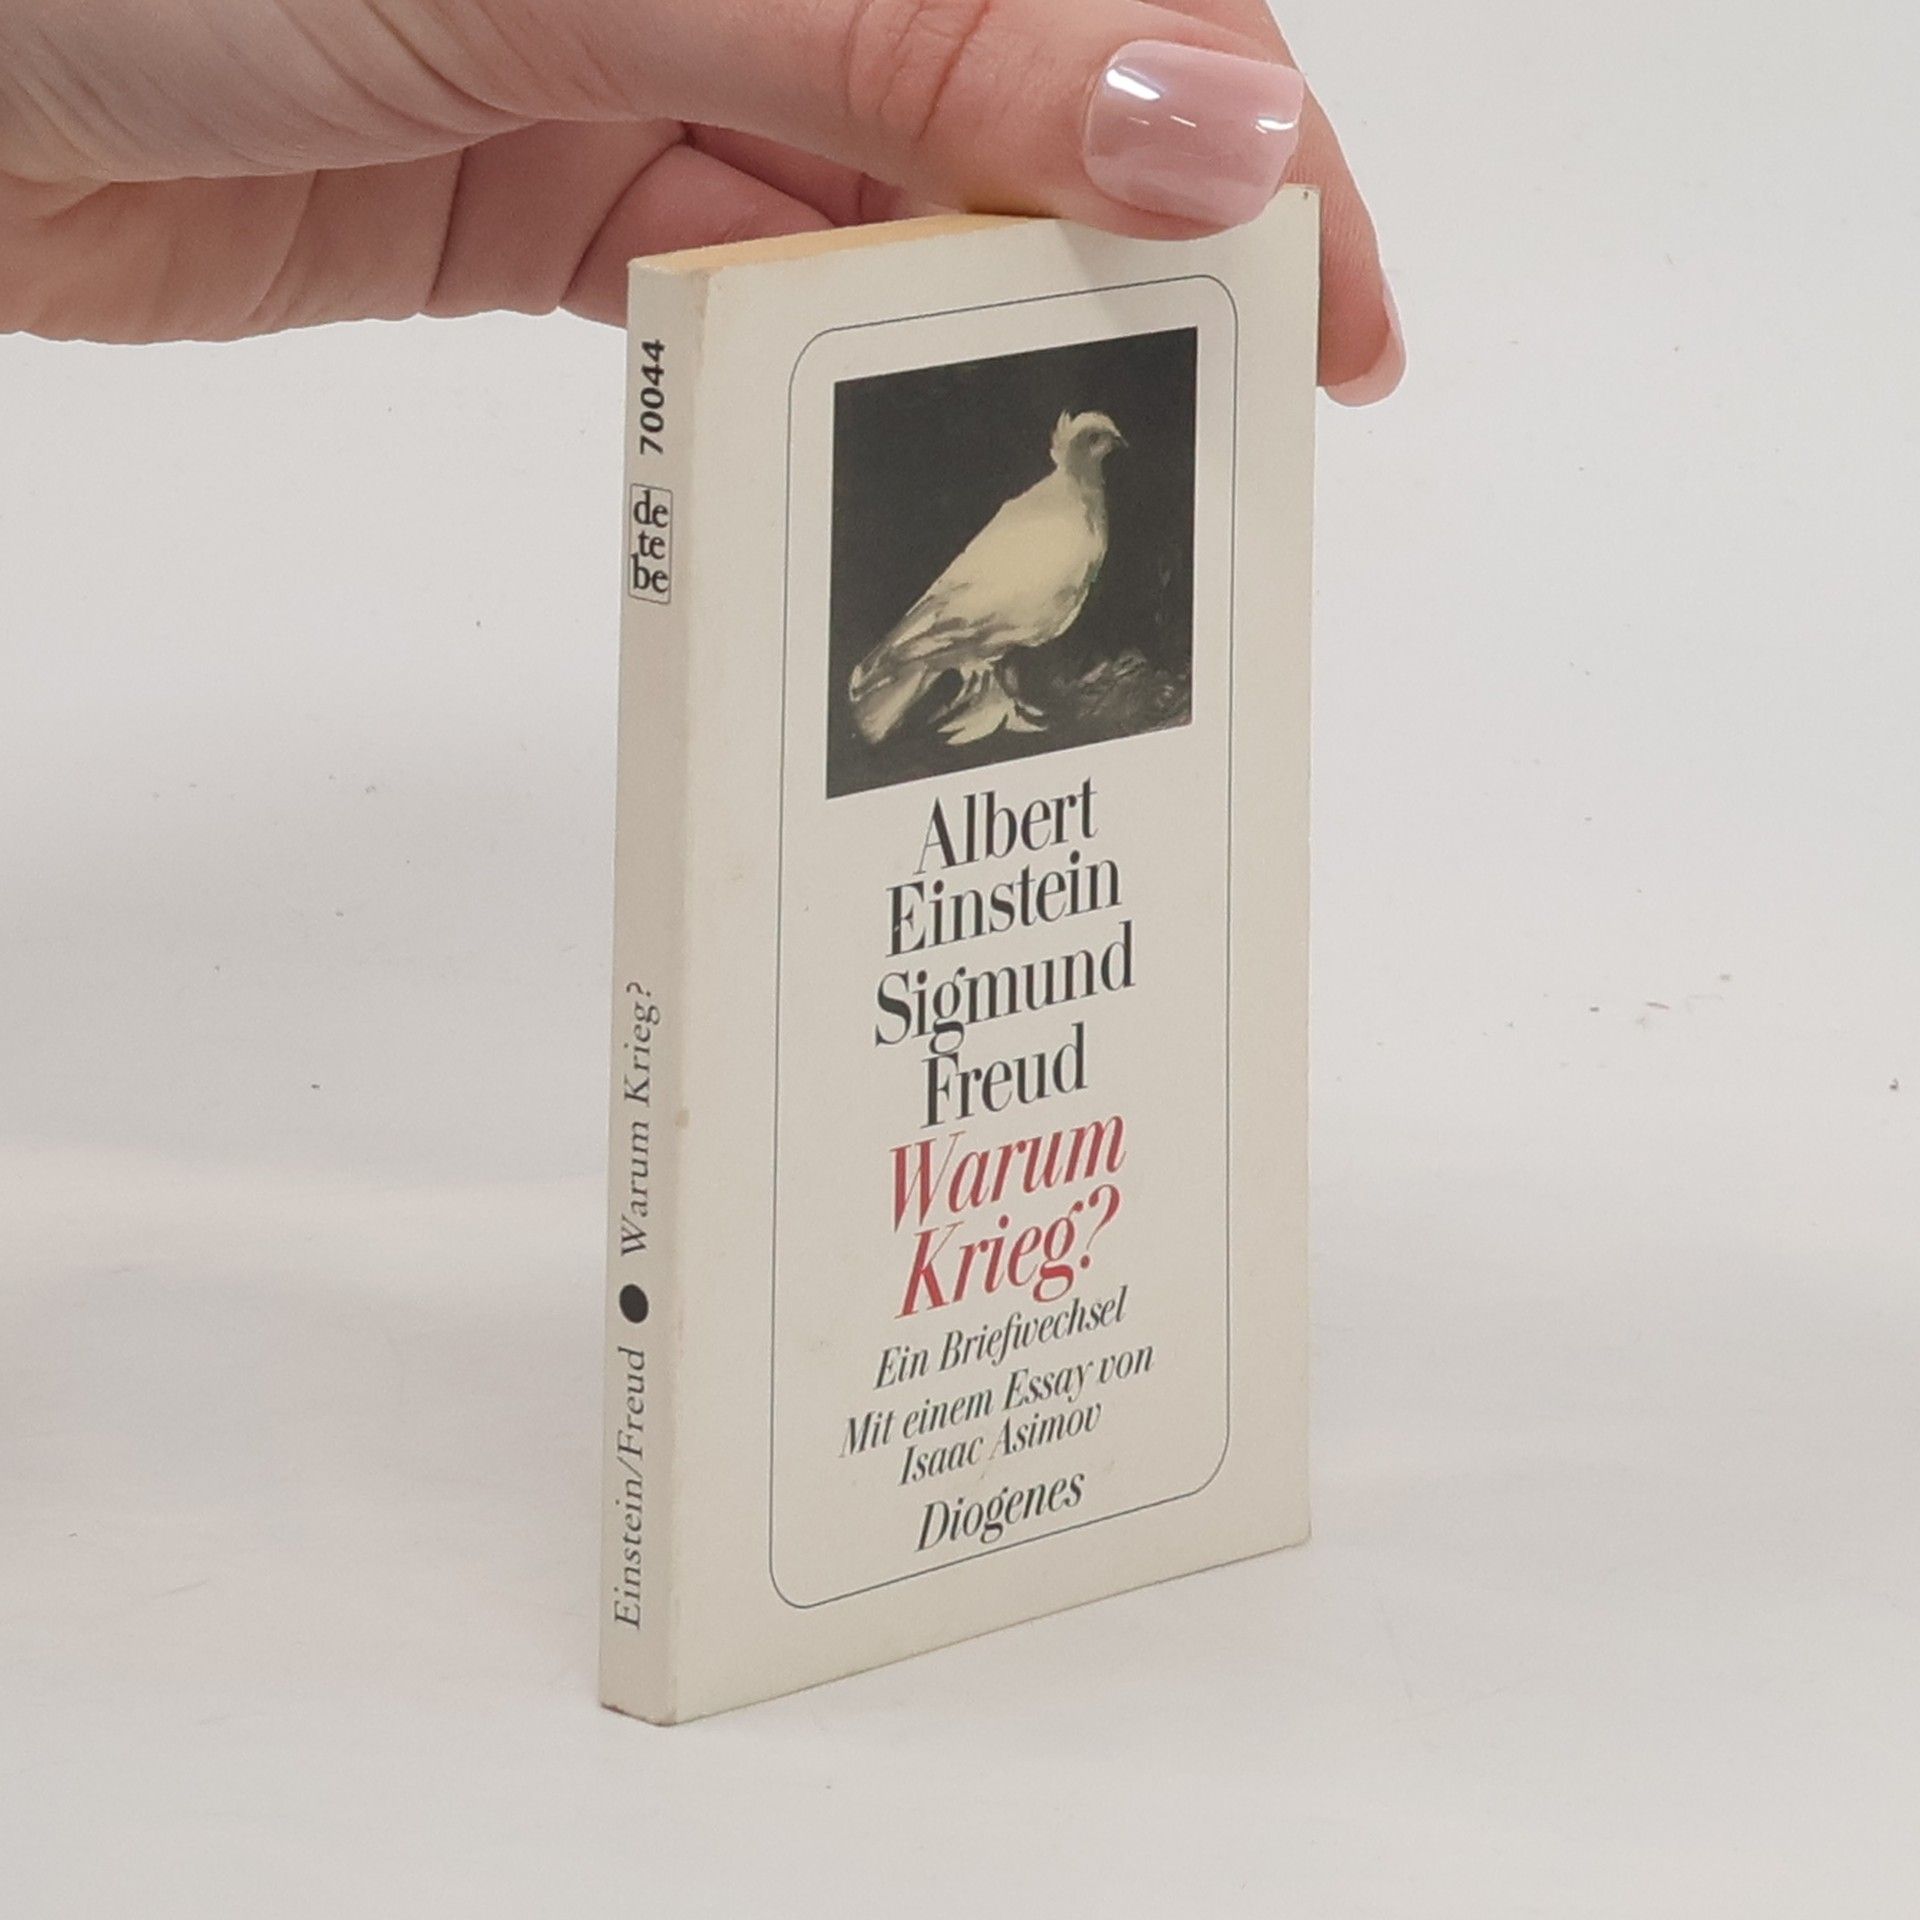 70044
de
te
be
Einstein/Freud ● Warum Krieg?
Albert
Einstein
Sigmund
Freud
Warum
Krieg?
Ein Briefwechsel
Mit einem Essay von
Isaac Asimov
Diogenes